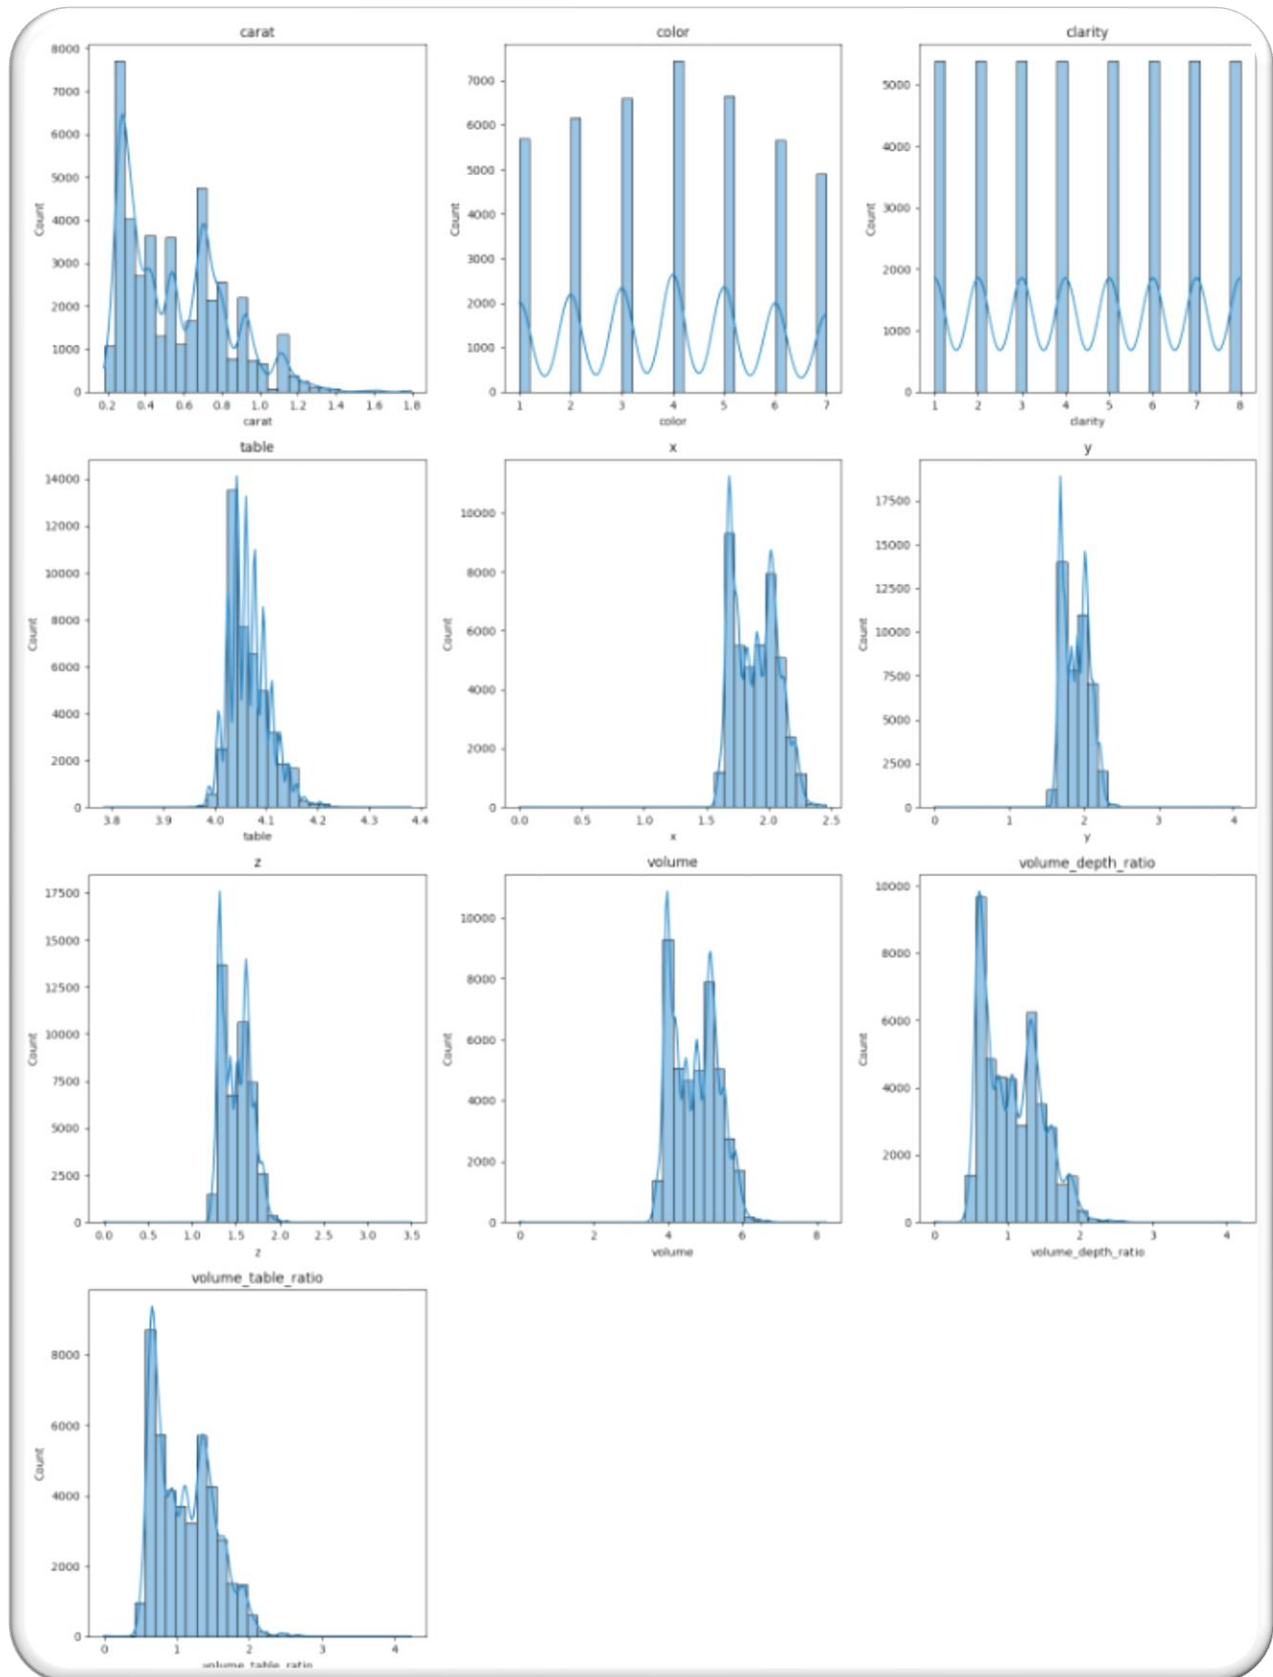 carat
color
clarity
8000
7000
6000
5000
4000
3000
2000
1000
0
Count
0.2 0.4 0.6 0.8 1.0 1.2 1.4 1.6 1.8
carat
7000
6000
5000
4000
3000
2000
1000
0
Count
1 2 3 4 5 6 7
color
5000
4000
3000
2000
1000
0
Count
1 2 3 4 5 6 7 8
clarity
table
x
y
14000
12000
10000
8000
6000
4000
2000
0
Count
3.8 3.9 4.0 4.1 4.2 4.3 4.4
table
10000
8000
6000
4000
2000
0
Count
0.0 0.5 1.0 1.5 2.0 2.5
x
17500
15000
12500
10000
7500
5000
2500
0
Count
0 1 2 3 4
y
z
volume
volume_depth_ratio
17500
15000
12500
10000
7500
5000
2500
0
Count
0.0 0.5 1.0 1.5 2.0 2.5 3.0 3.5
z
10000
8000
6000
4000
2000
0
Count
0 2 4 6 8
volume
10000
8000
6000
4000
2000
0
Count
0 1 2 3 4
volume_depth_ratio
volume_table_ratio
8000
6000
4000
2000
0
Count
0 1 2 3 4
volume_table_ratio